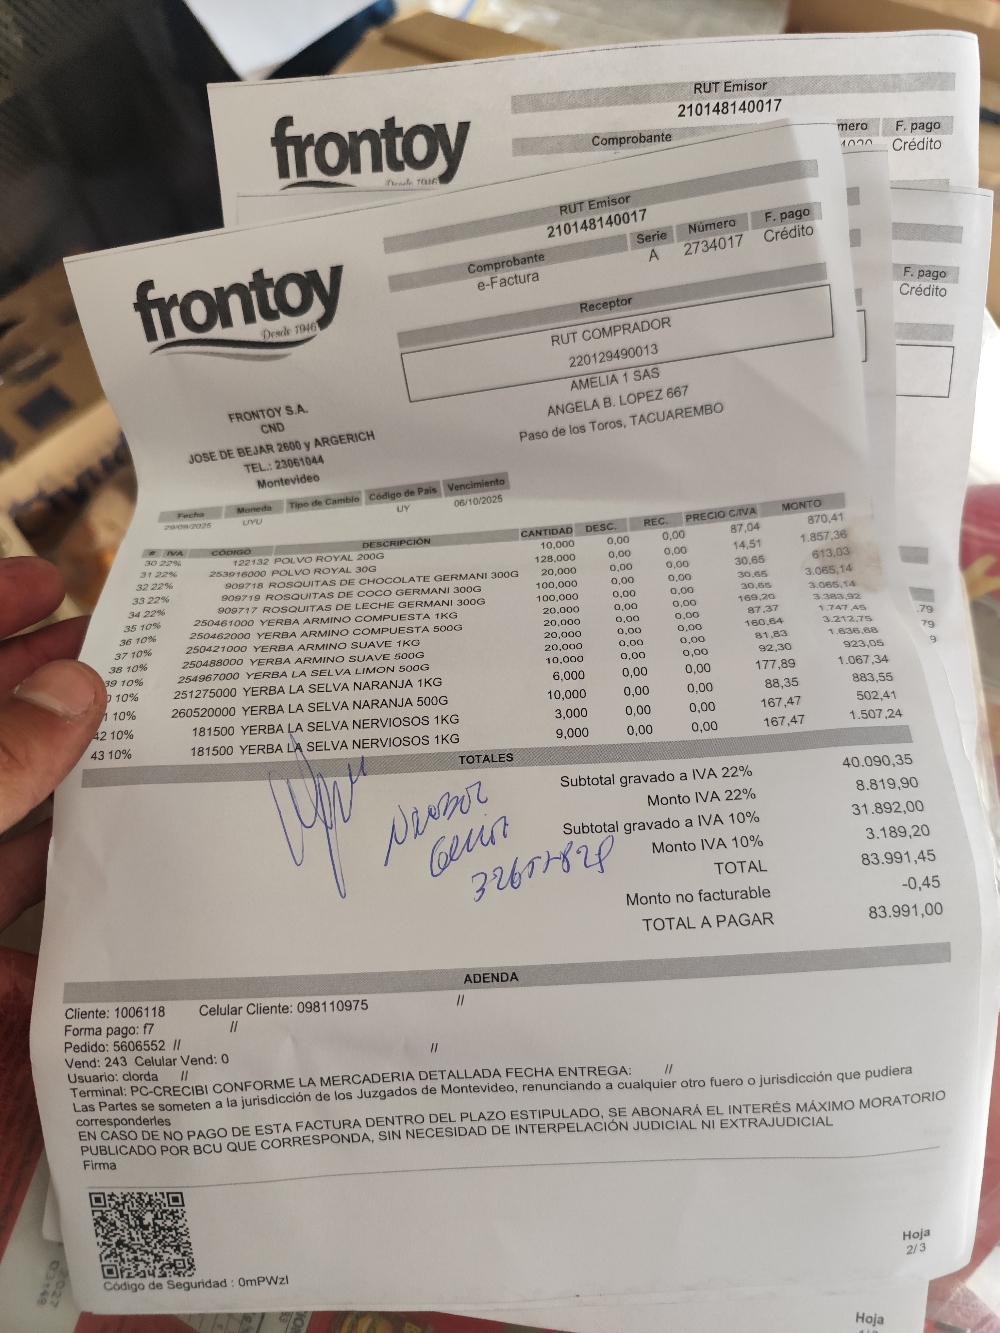 RUT Emisor
210148140017
frontoy
Desde 1946
Comprobante
mero F. pago
Crédito
F. pago
Crédito
RUT Emisor
210148140017
Comprobante Serie Número F. pago
e-Factura A 2734017 Crédito
frontoy
Desde 1946
Receptor
RUT COMPRADOR
220129490013
AMELIA 1 SAS
ANGELA B. LOPEZ 667
Paso de los Toros, TACUAREMBO
FRONTOY S.A.
CND
JOSE DE BEJAR 2600 y ARGERICH
TEL.: 23061044
Montevideo
Fecha Moneda Tipo de Cambio Código de País Vencimiento
29/09/2025 UYU UY 06/10/2025
# IVA CÓDIGO DESCRIPCIÓN CANTIDAD DESC. REC. PRECIO C/IVA MONTO
30 22% 122132 POLVO ROYAL 200G 10,000 0,00 0,00 87,04 870,41
31 22% 253916000 POLVO ROYAL 30G 128,000 0,00 0,00 14,51 1.857,36
32 22% 909718 ROSQUITAS DE CHOCOLATE GERMANI 300G 20,000 0,00 0,00 30,65 613,03
33 22% 909719 ROSQUITAS DE COCO GERMANI 300G 100,000 0,00 0,00 30,65 3.065,14
34 22% 909717 ROSQUITAS DE LECHE GERMANI 300G 100,000 0,00 0,00 30,65 3.065,14
35 10% 250461000 YERBA ARMINO COMPUESTA 1KG 20,000 0,00 0,00 169,20 3.383,92
36 10% 250462000 YERBA ARMINO COMPUESTA 500G 20,000 0,00 0,00 87,37 1.747,45
37 10% 250421000 YERBA ARMINO SUAVE 1KG 20,000 0,00 0,00 160,64 3.212,75
38 10% 250488000 YERBA ARMINO SUAVE 500G 20,000 0,00 0,00 81,83 1.636,68
39 10% 254967000 YERBA LA SELVA LIMON 500G 10,000 0,00 0,00 92,30 923,05
0 10% 251275000 YERBA LA SELVA NARANJA 1KG 6,000 0,00 0,00 177,89 1.067,34
1 10% 260520000 YERBA LA SELVA NARANJA 500G 10,000 0,00 0,00 88,35 883,55
42 10% 181500 YERBA LA SELVA NERVIOSOS 1KG 3,000 0,00 0,00 167,47 502,41
43 10% 181500 YERBA LA SELVA NERVIOSOS 1KG 9,000 0,00 0,00 167,47 1.507,24
.79
79
9
TOTALES
Subtotal gravado a IVA 22% 40.090,35
Monto IVA 22% 8.819,90
Subtotal gravado a IVA 10% 31.892,00
Monto IVA 10% 3.189,20
TOTAL 83.991,45
Monto no facturable -0,45
TOTAL A PAGAR 83.991,00
ADENDA
Cliente: 1006118 Celular Cliente: 098110975 //
Forma pago: f7 //
Pedido: 5606552 //
Vend: 243 Celular Vend: 0 //
Usuario: clorda //
Terminal: PC-CRECIBI CONFORME LA MERCADERIA DETALLADA FECHA ENTREGA: //
Las Partes se someten a la jurisdicción de los Juzgados de Montevideo, renunciando a cualquier otro fuero o jurisdicción que pudiera
corresponderles
EN CASO DE NO PAGO DE ESTA FACTURA DENTRO DEL PLAZO ESTIPULADO, SE ABONARÁ EL INTERÉS MÁXIMO MORATORIO
PUBLICADO POR BCU QUE CORRESPONDA, SIN NECESIDAD DE INTERPELACIÓN JUDICIAL NI EXTRAJUDICIAL
Firma
Código de Seguridad : 0mPWzI
Hoja
2/3
Hoja